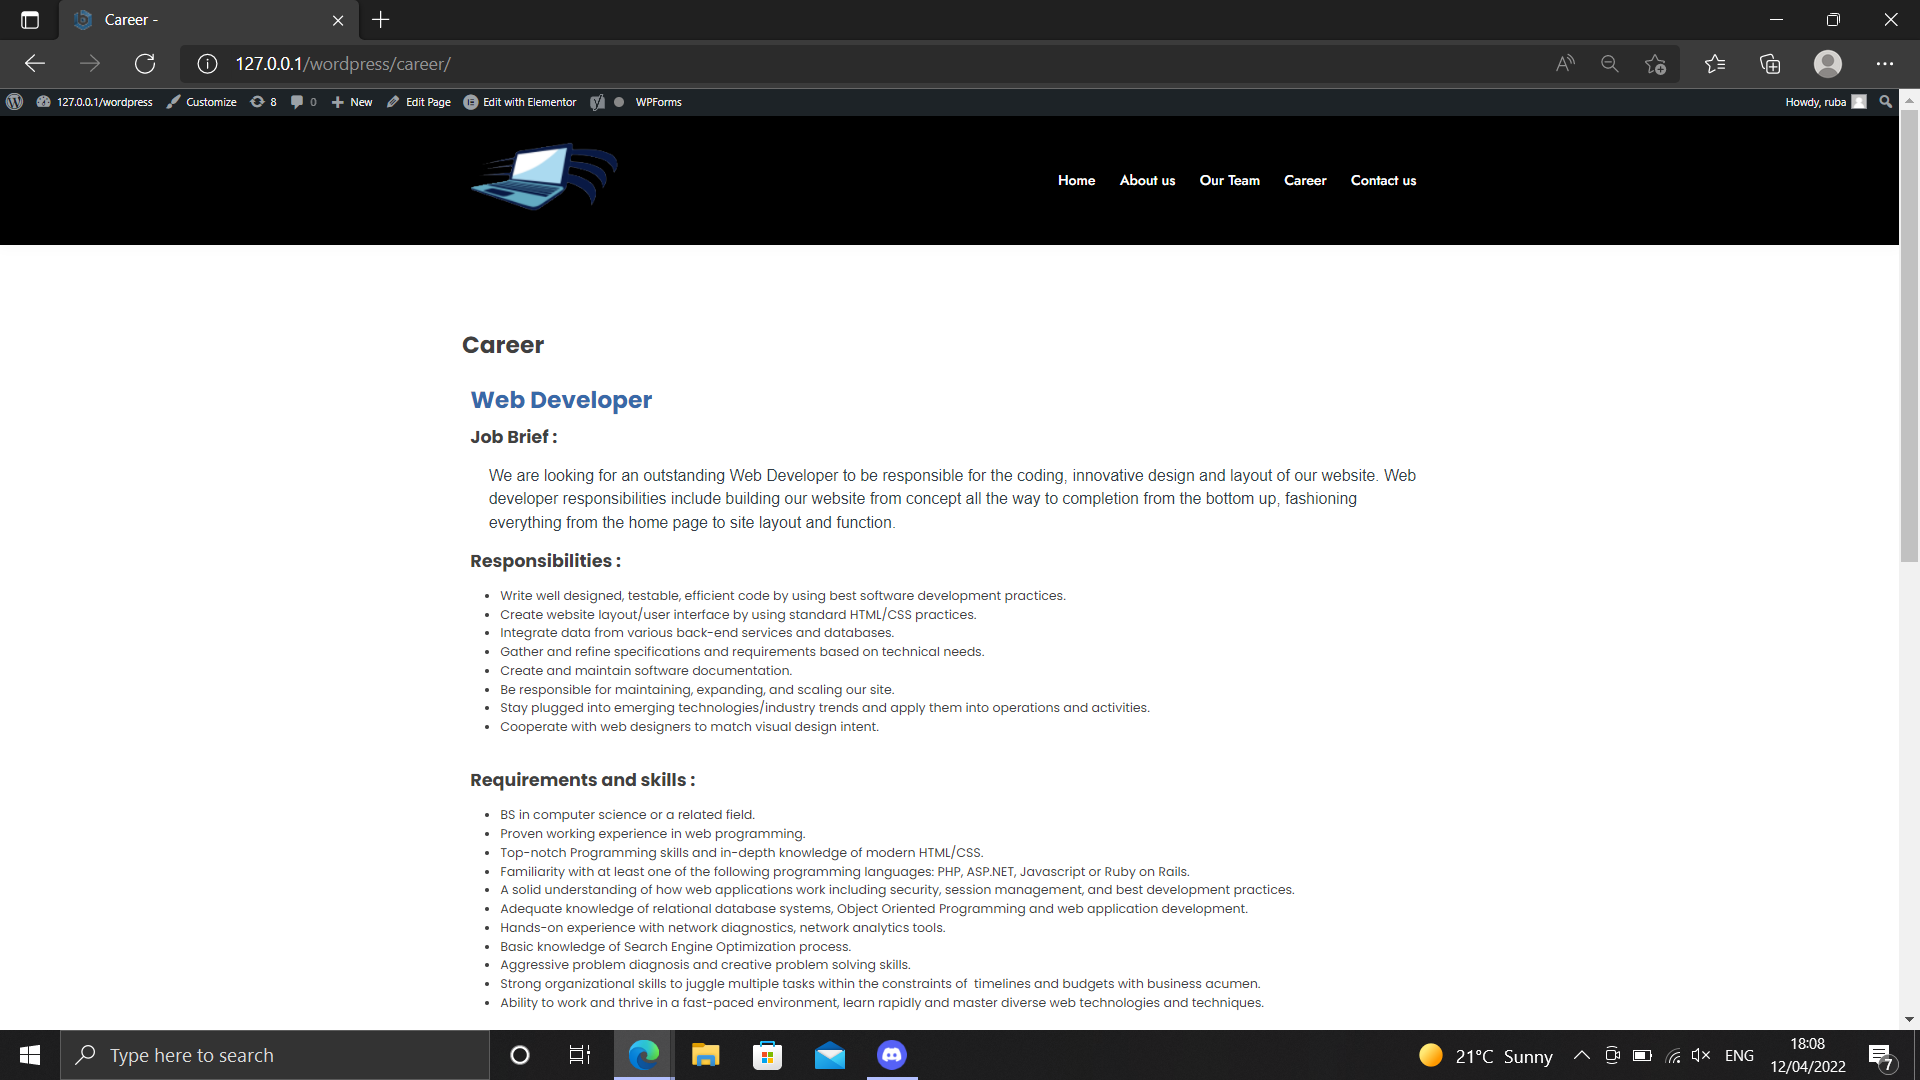 Career -
127.0.0.1/wordpress/career/
127.0.0.1/wordpress Customize 8 0 New Edit Page Edit with Elementor WPForms Howdy, ruba
Home About us Our Team Career Contact us
Career
Web Developer
Job Brief :
We are looking for an outstanding Web Developer to be responsible for the coding, innovative design and layout of our website. Web
developer responsibilities include building our website from concept all the way to completion from the bottom up, fashioning
everything from the home page to site layout and function.
Responsibilities :
• Write well designed, testable, efficient code by using best software development practices.
• Create website layout/user interface by using standard HTML/CSS practices.
• Integrate data from various back-end services and databases.
• Gather and refine specifications and requirements based on technical needs.
• Create and maintain software documentation.
• Be responsible for maintaining, expanding, and scaling our site.
• Stay plugged into emerging technologies/industry trends and apply them into operations and activities.
• Cooperate with web designers to match visual design intent.
Requirements and skills :
• BS in computer science or a related field.
• Proven working experience in web programming.
• Top-notch Programming skills and in-depth knowledge of modern HTML/CSS.
• Familiarity with at least one of the following programming languages: PHP, ASP.NET, Javascript or Ruby on Rails.
• A solid understanding of how web applications work including security, session management, and best development practices.
• Adequate knowledge of relational database systems, Object Oriented Programming and web application development.
• Hands-on experience with network diagnostics, network analytics tools.
• Basic knowledge of Search Engine Optimization process.
• Aggressive problem diagnosis and creative problem solving skills.
• Strong organizational skills to juggle multiple tasks within the constraints of  timelines and budgets with business acumen.
• Ability to work and thrive in a fast-paced environment, learn rapidly and master diverse web technologies and techniques.
Type here to search
21°C Sunny ENG
18:08
12/04/2022
7